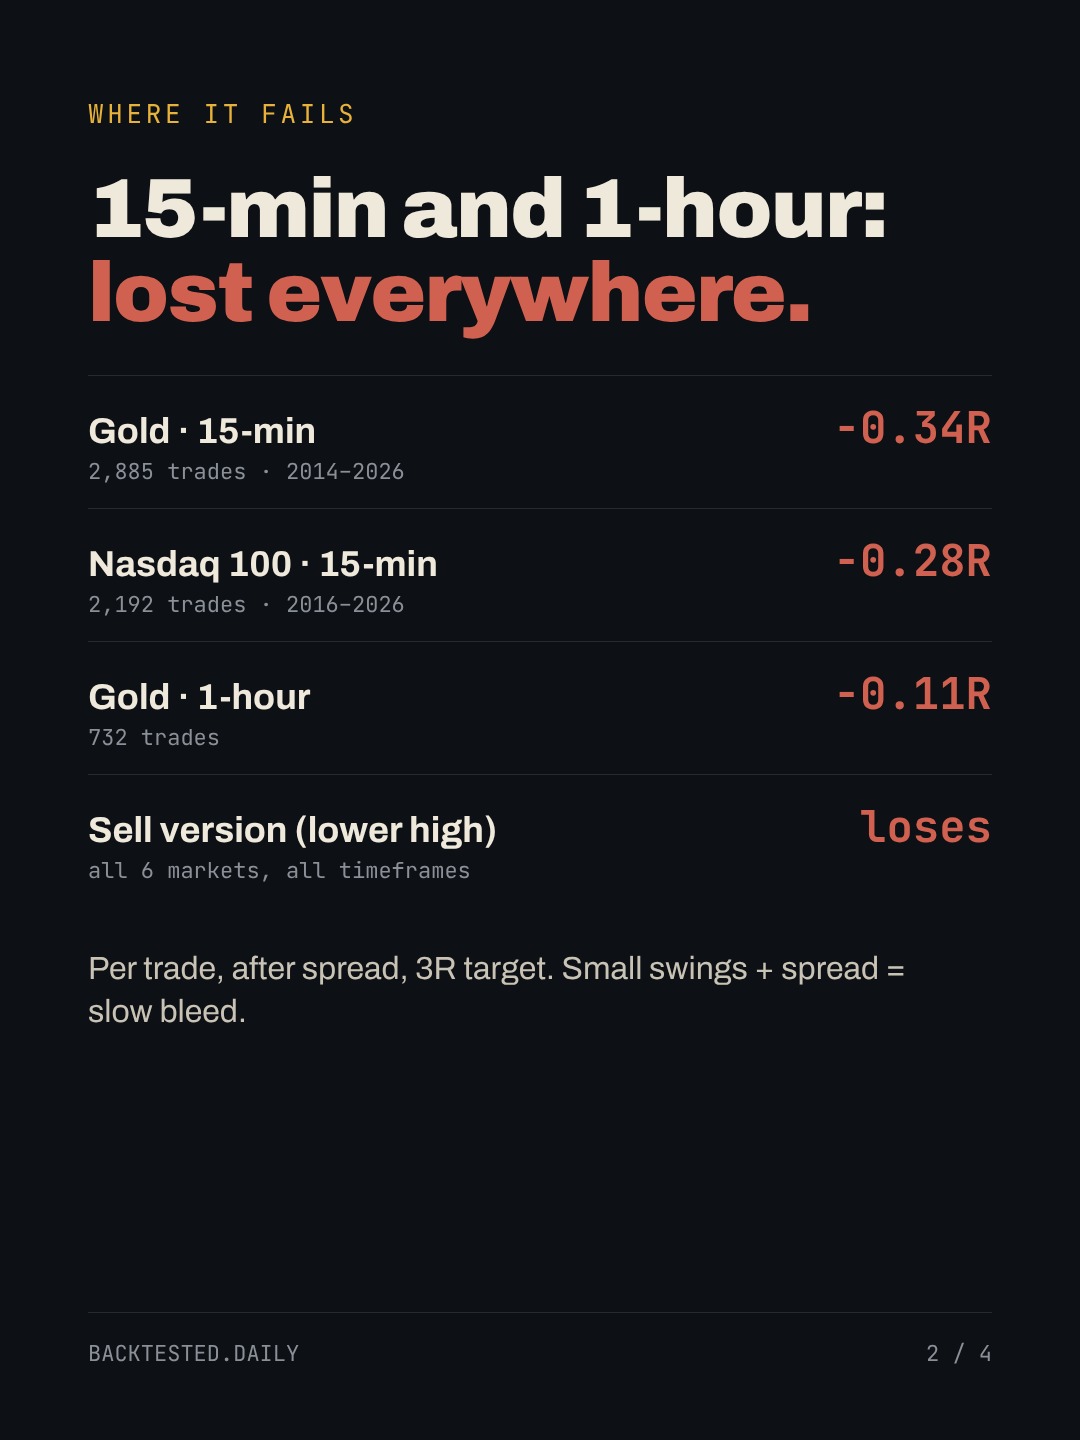 WHERE IT FAILS
15-min and 1-hour:
lost everywhere.
Gold · 15-min
-0.34R
2,885 trades · 2014–2026
Nasdaq 100 · 15-min
-0.28R
2,192 trades · 2016–2026
Gold · 1-hour
-0.11R
732 trades
Sell version (lower high)
loses
all 6 markets, all timeframes
Per trade, after spread, 3R target. Small swings + spread =
slow bleed.
BACKTESTED.DAILY
2 / 4